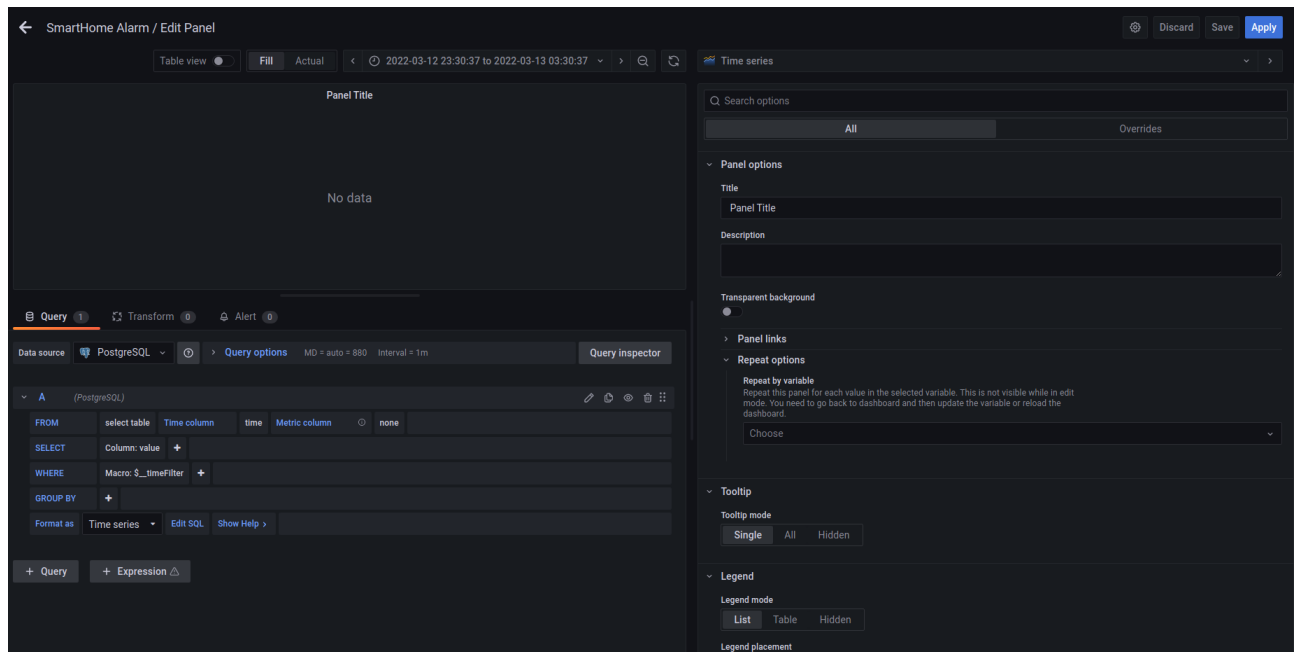 SmartHome Alarm / Edit Panel
Discard Save Apply
Table view Fill Actual 2022-03-12 23:30:37 to 2022-03-13 03:30:37
Time series
Panel Title
No data
Search options
All Overrides
Panel options
Title
Panel Title
Description
Transparent background
Panel links
Repeat options
Repeat by variable
Repeat this panel for each value in the selected variable. This is not visible while in edit
mode. You need to go back to dashboard and then update the variable or reload the
dashboard.
Choose
Tooltip
Tooltip mode
Single All Hidden
Legend
Legend mode
List Table Hidden
Legend placement
Query 1 Transform 0 Alert 0
Data source PostgreSQL Query options MD = auto = 880 Interval = 1m Query inspector
A (PostgreSQL)
FROM select table Time column time Metric column none
SELECT Column: value +
WHERE Macro: $__timeFilter +
GROUP BY +
Format as Time series Edit SQL Show Help >
+ Query + Expression